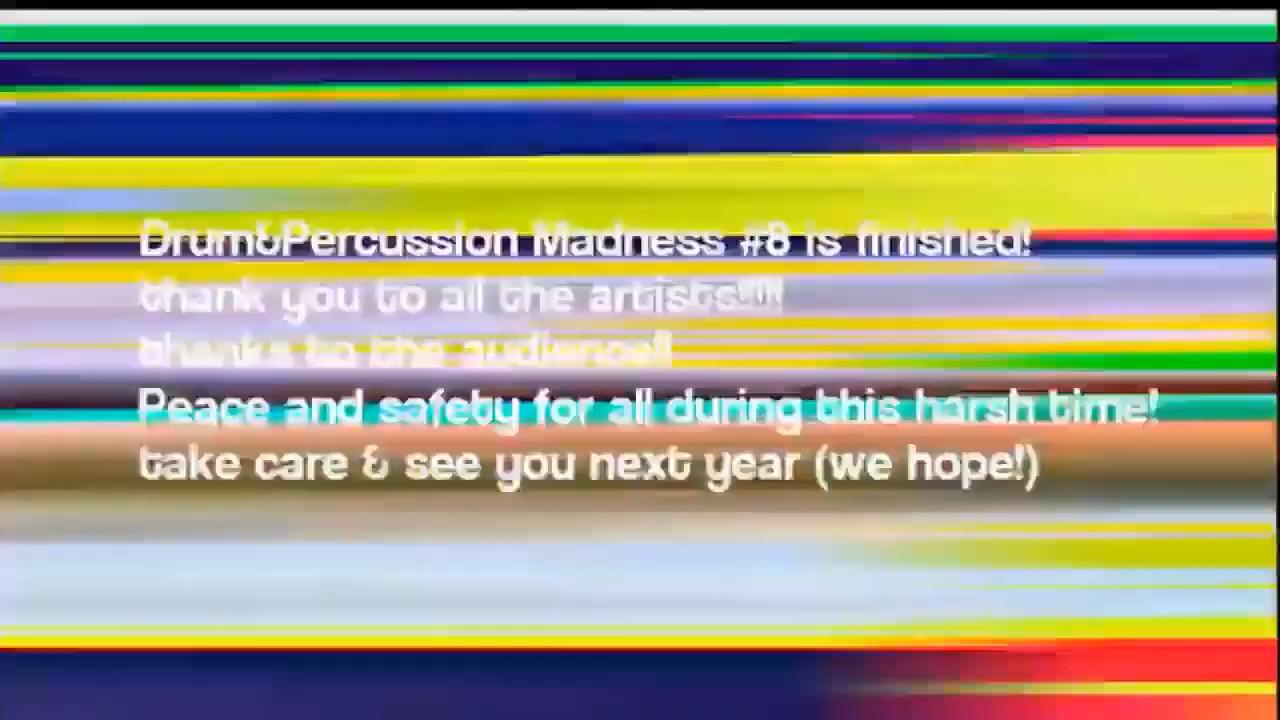 Drum&Percussion Madness #8 is finished!
thank you to all the artists!!!!!
thanks to the audience!!
Peace and safety for all during this harsh time!
take care & see you next year (we hope!)